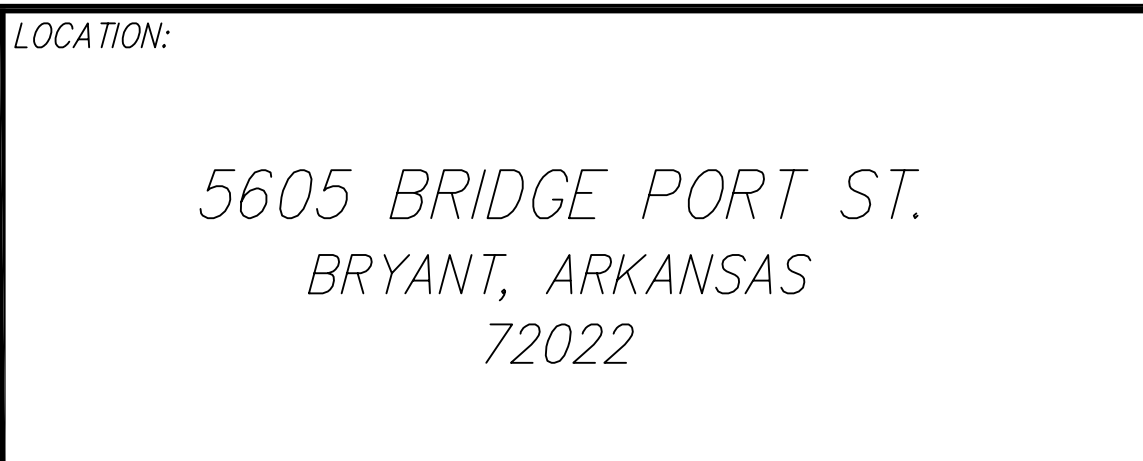 LOCATION:
5605 BRIDGE PORT ST.
BRYANT, ARKANSAS
72022